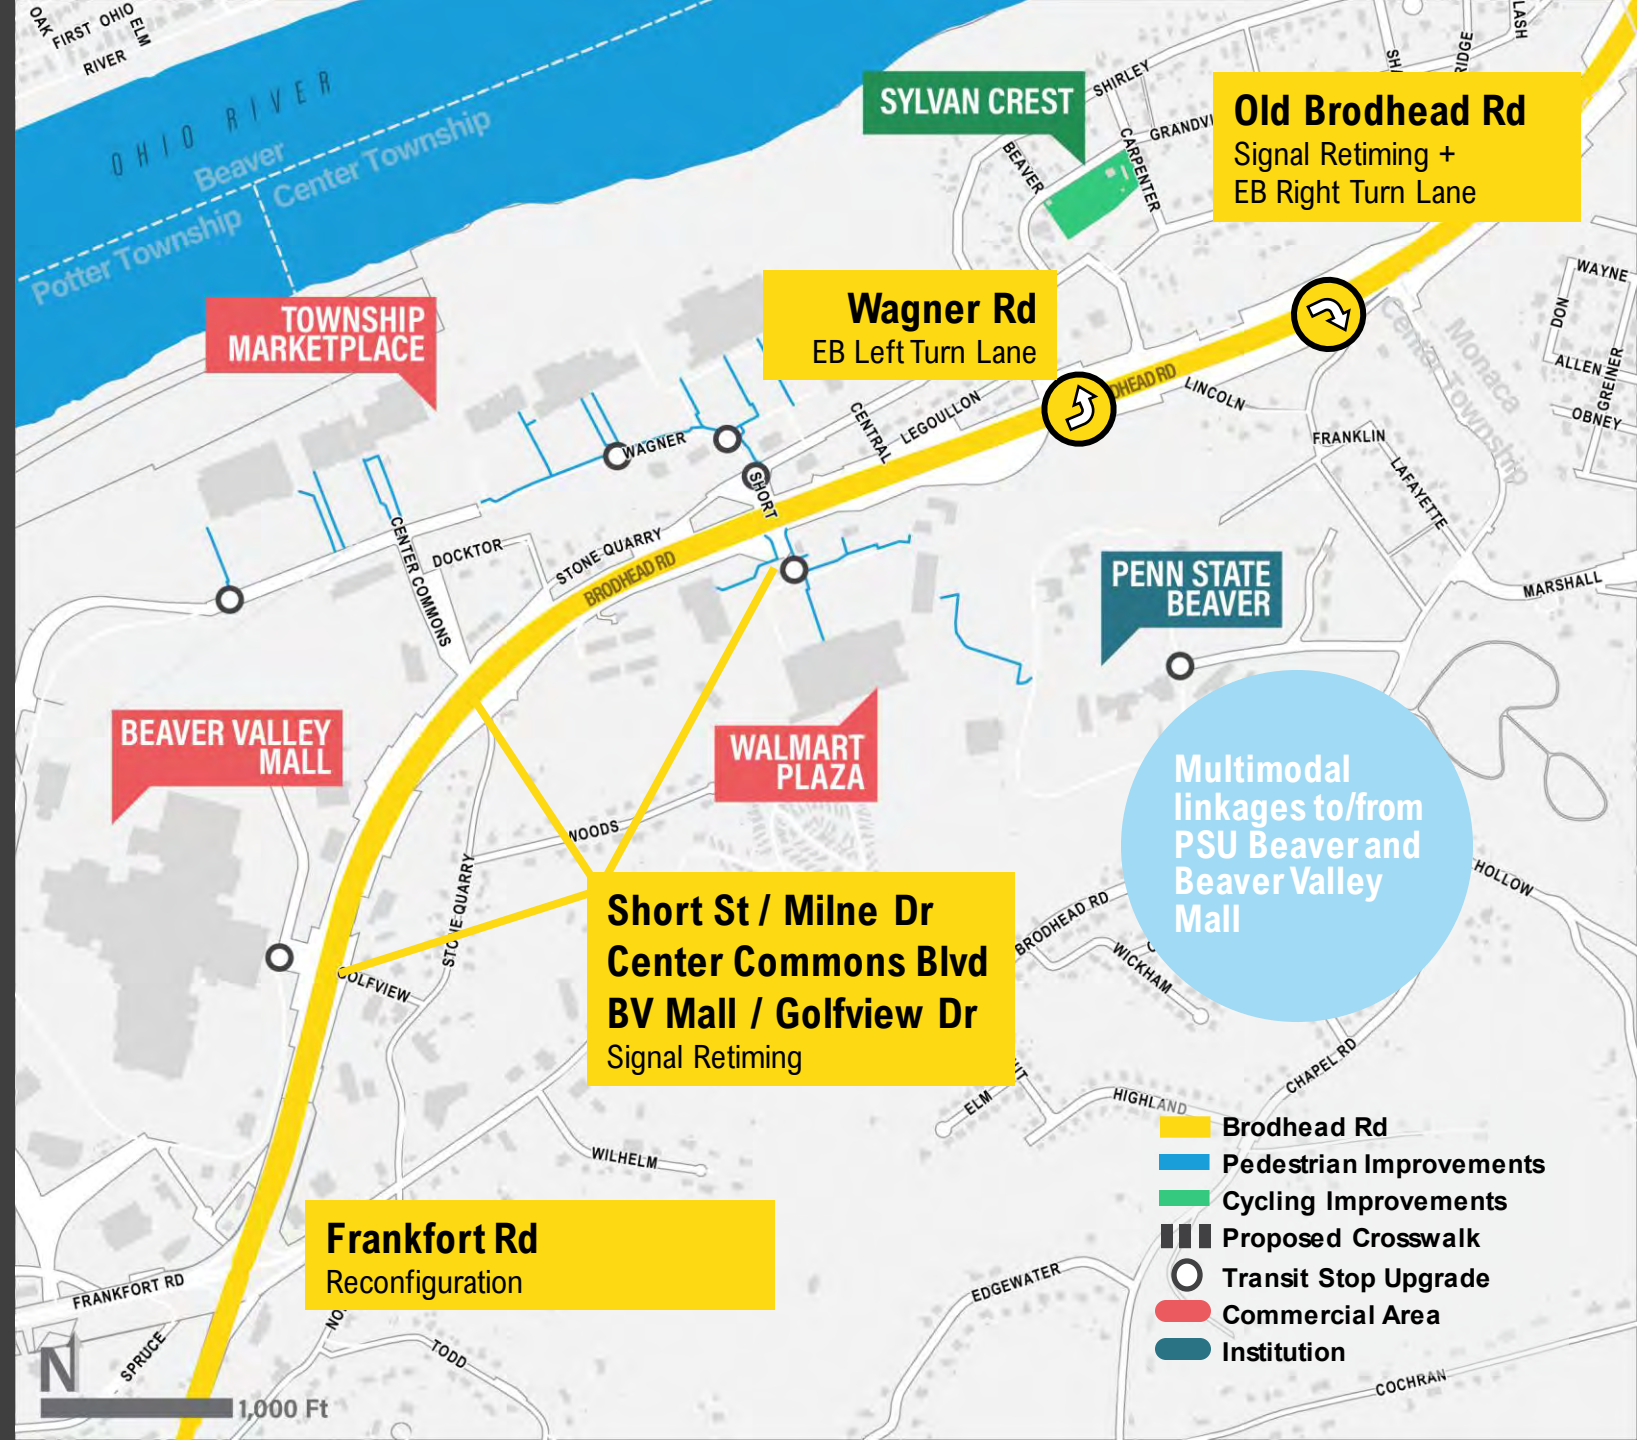 OAK
FIRST
OHIO
ELM
RIVER
OHIO RIVER
Beaver
Center Township
Potter Township
SYLVAN CREST
SHIRLEY
GRANDVI
CARPENTER
BEAVER
LASH
RIDGE
Old Brodhead Rd
Signal Retiming +
EB Right Turn Lane
WAYNE
DON
ALLEN
GREINER
OBNEY
TOWNSHIP
MARKETPLACE
Wagner Rd
EB Left Turn Lane
Monaca
Center Township
DHEAD RD
LINCOLN
FRANKLIN
LAFAYETTE
CENTRAL
LEGOULLON
WAGNER
SHORT
CENTER COMMONS
DOCKTOR
STONE QUARRY
BRODHEAD RD
PENN STATE
BEAVER
MARSHALL
BEAVER VALLEY
MALL
WALMART
PLAZA
Multimodal
linkages to/from
PSU Beaver and
Beaver Valley
Mall
WOODS
STONE QUARRY
GOLFVIEW
Short St / Milne Dr
Center Commons Blvd
BV Mall / Golfview Dr
Signal Retiming
BRODHEAD RD
WICKHAM
HOLLOW
CHAPEL RD
ELM
HIGHLAND
WILHELM
Frankfort Rd
Reconfiguration
FRANKFORT RD
SPRUCE
NO
TODD
EDGEWATER
COCHRAN
Brodhead Rd
Pedestrian Improvements
Cycling Improvements
Proposed Crosswalk
Transit Stop Upgrade
Commercial Area
Institution
N
1,000 Ft